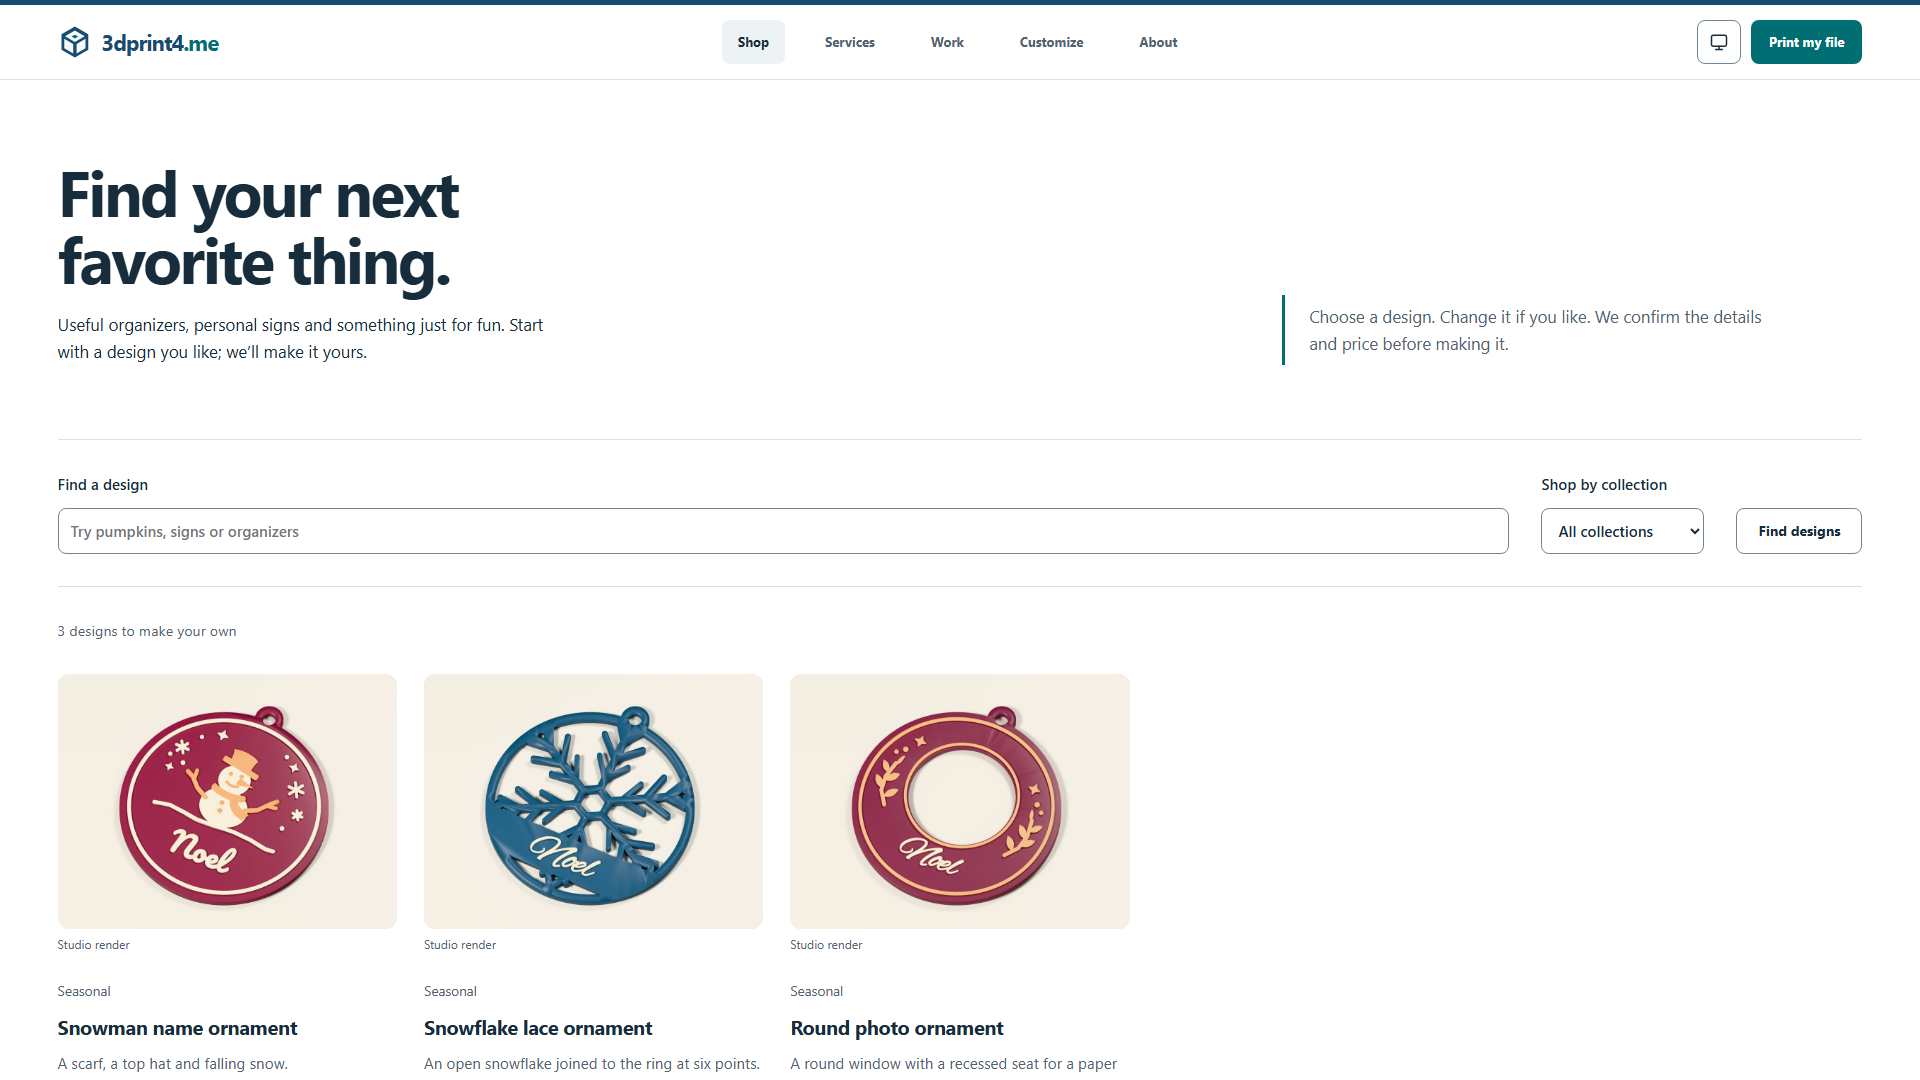 3dprint4.me
Shop
Services
Work
Customize
About
Print my file
Find your next
favorite thing.
Useful organizers, personal signs and something just for fun. Start
with a design you like; we’ll make it yours.
Choose a design. Change it if you like. We confirm the details
and price before making it.
Find a design
Try pumpkins, signs or organizers
Shop by collection
All collections
Find designs
3 designs to make your own
Noel
Noel
Noel
Studio render
Studio render
Studio render
Seasonal
Seasonal
Seasonal
Snowman name ornament
Snowflake lace ornament
Round photo ornament
A scarf, a top hat and falling snow.
An open snowflake joined to the ring at six points.
A round window with a recessed seat for a paper